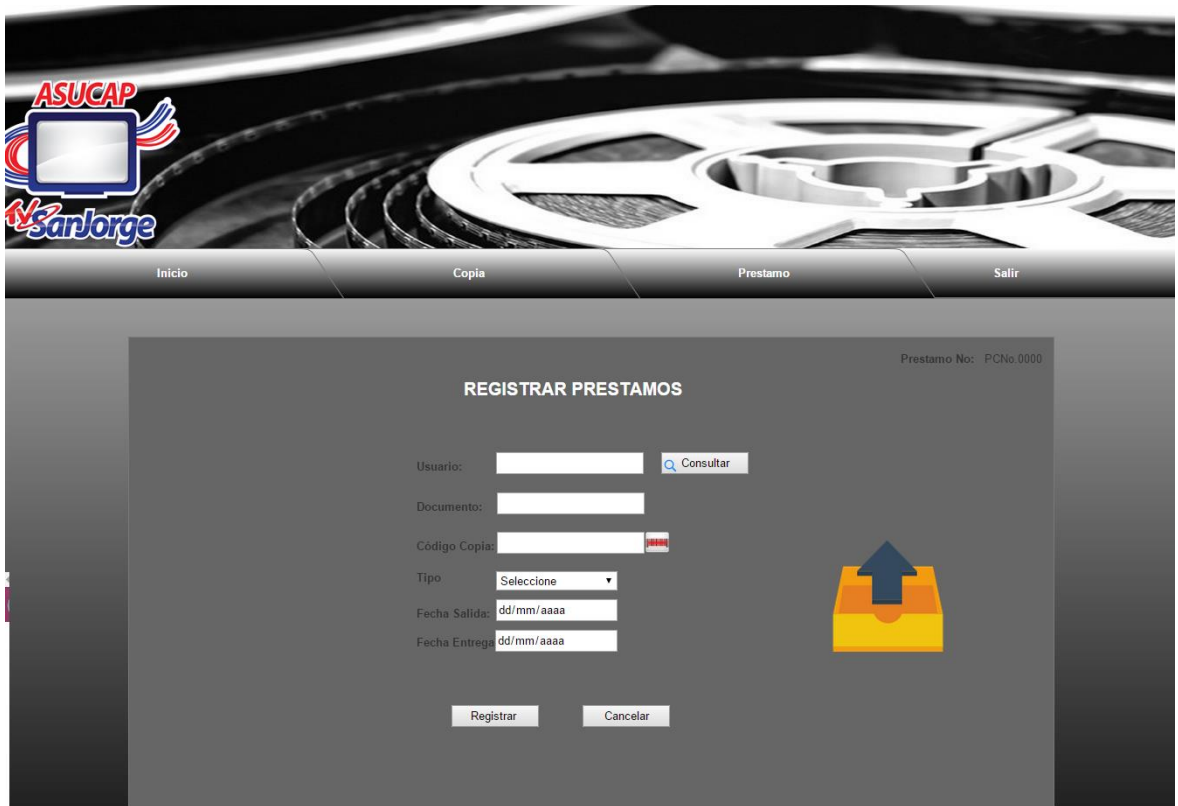 ASUCAP
TV SanJorge
Inicio Copia Prestamo Salir
Prestamo No: PCNo.0000
REGISTRAR PRESTAMOS
Usuario: Consultar
Documento:
Código Copia:
Tipo Seleccione
Fecha Salida: dd/mm/aaaa
Fecha Entrega dd/mm/aaaa
Registrar Cancelar